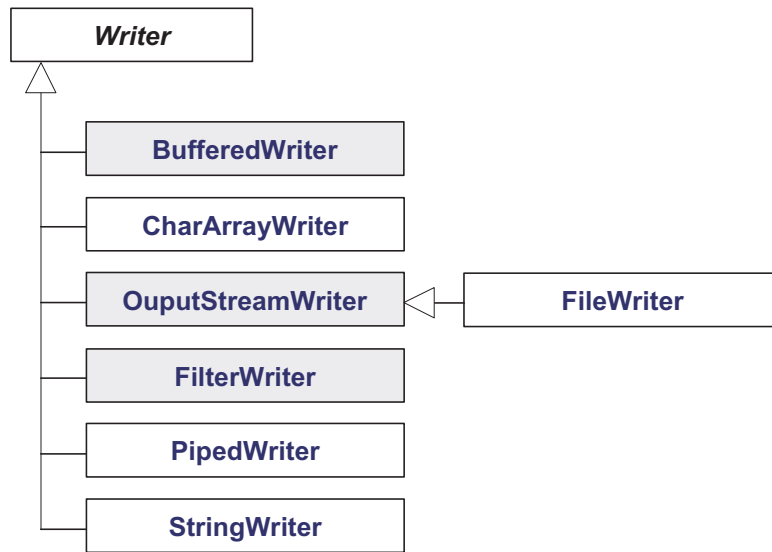 Writer
BufferedWriter
CharArrayWriter
OuputStreamWriter
FileWriter
FilterWriter
PipedWriter
StringWriter